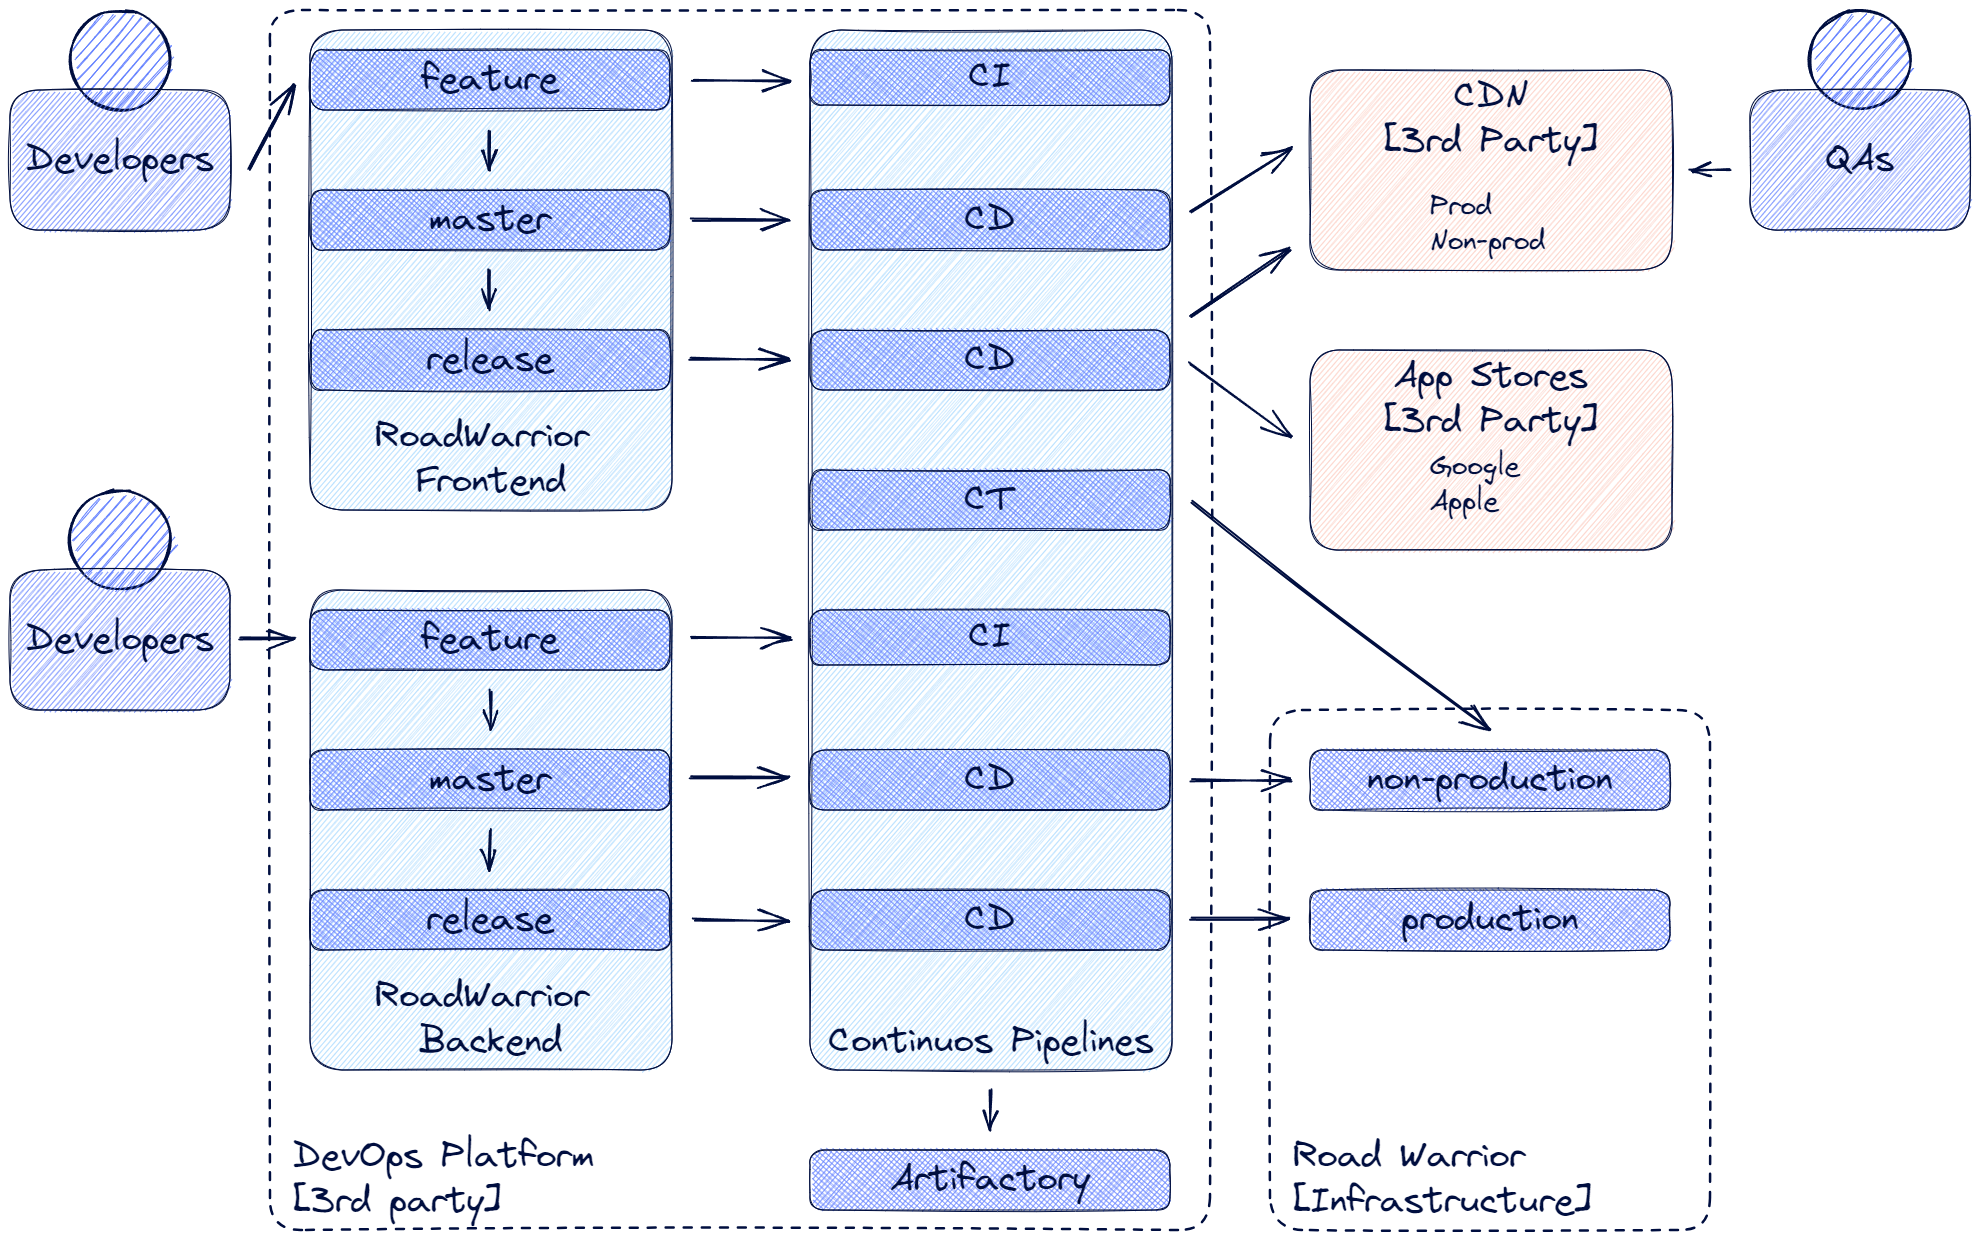 Developers
feature
master
release
RoadWarrior
Frontend
CI
CD
CD
CT
CI
CD
CD
Continuos Pipelines
CDN
[3rd Party]
Prod
Non-prod
QAs
App Stores
[3rd Party]
Google
Apple
Developers
feature
master
release
RoadWarrior
Backend
non-production
production
DevOps Platform
[3rd party]
Artifactory
Road Warrior
[Infrastructure]